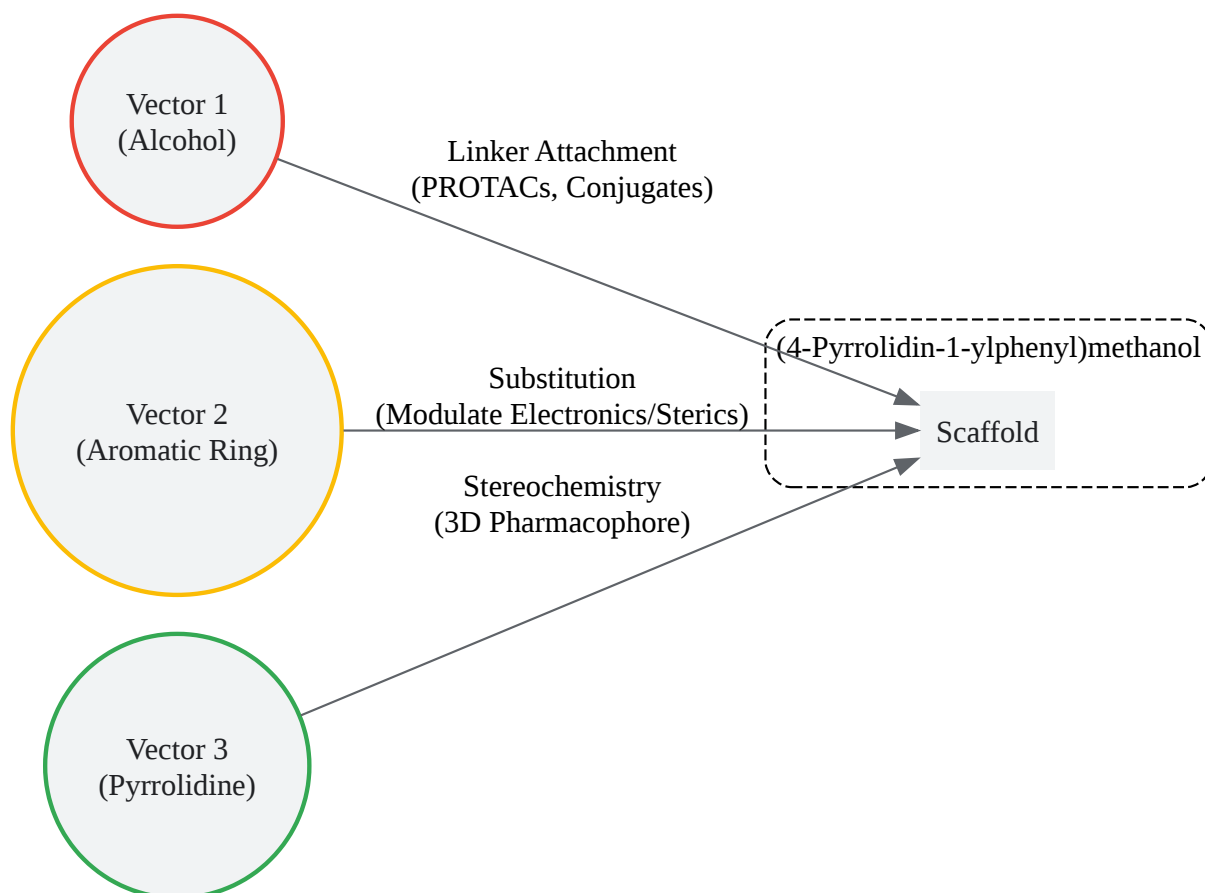 Vector 1
(Alcohol)
Linker Attachment
(PROTACs, Conjugates)
(4-Pyrrolidin-1-ylphenyl)methanol
Substitution
(Modulate Electronics/Sterics)
Vector 2
(Aromatic Ring)
Scaffold
Stereochemistry
(3D Pharmacophore)
Vector 3
(Pyrrolidine)